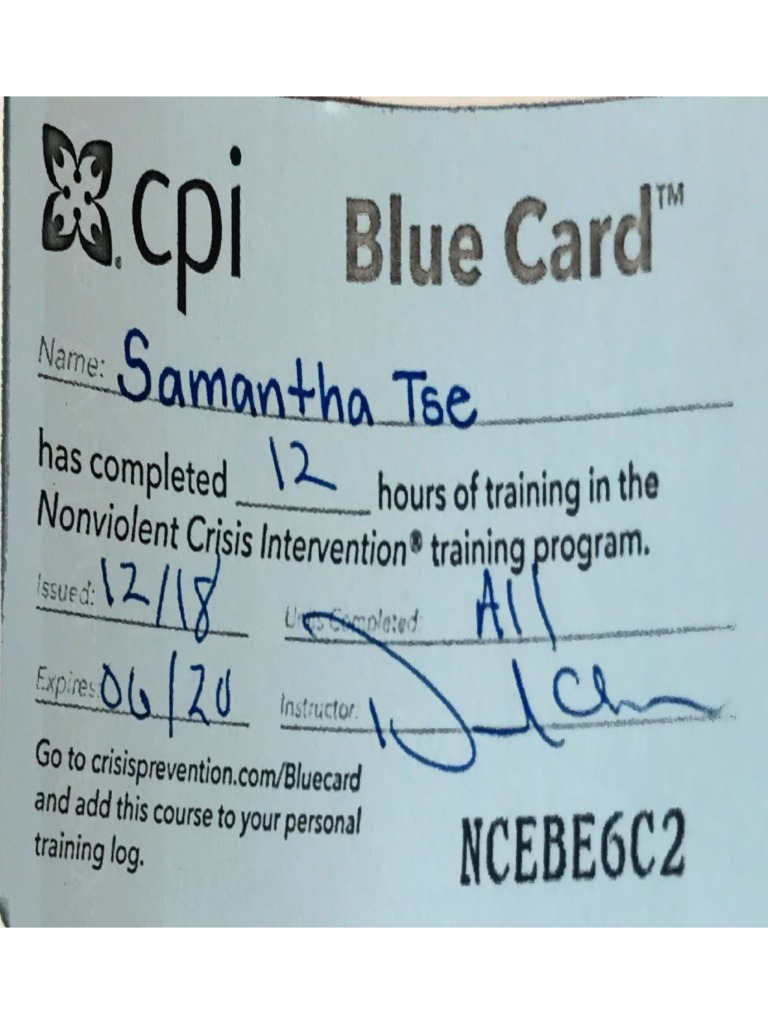 cpi
Blue Card™
Name: Samantha Tse
has completed 12 hours of training in the
Nonviolent Crisis Intervention® training program.
Issued: 12/18 Units Completed: All
Expires: 06/20 Instructor:
Go to crisisprevention.com/Bluecard
and add this course to your personal
training log.
NCEBE6C2